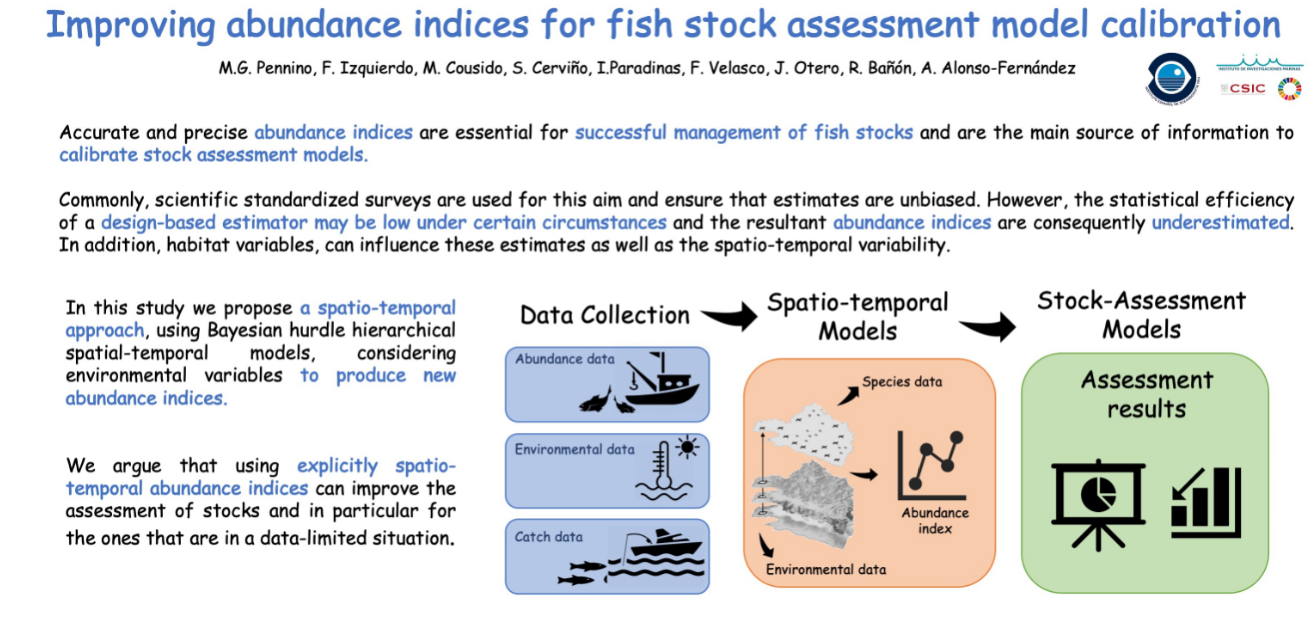 Improving abundance indices for fish stock assessment model calibration
M.G. Pennino, F. Izquierdo, M. Cousido, S. Cerviño, I.Paradinas, F. Velasco, J. Otero, R. Bañón, A. Alonso-Fernández
INSTITUTO DE INVESTIGACIONES MARINAS
CSIC
Accurate and precise abundance indices are essential for successful management of fish stocks and are the main source of information to
calibrate stock assessment models.
Commonly, scientific standardized surveys are used for this aim and ensure that estimates are unbiased. However, the statistical efficiency
of a design-based estimator may be low under certain circumstances and the resultant abundance indices are consequently underestimated.
In addition, habitat variables, can influence these estimates as well as the spatio-temporal variability.
In this study we propose a spatio-temporal
approach, using Bayesian hurdle hierarchical
spatial-temporal models, considering
environmental variables to produce new
abundance indices.
We argue that using explicitly spatio-
temporal abundance indices can improve the
assessment of stocks and in particular for
the ones that are in a data-limited situation.
Data Collection
Abundance data
Environmental data
Catch data
Spatio-temporal
Models
Species data
Abundance
index
Environmental data
Stock-Assessment
Models
Assessment
results